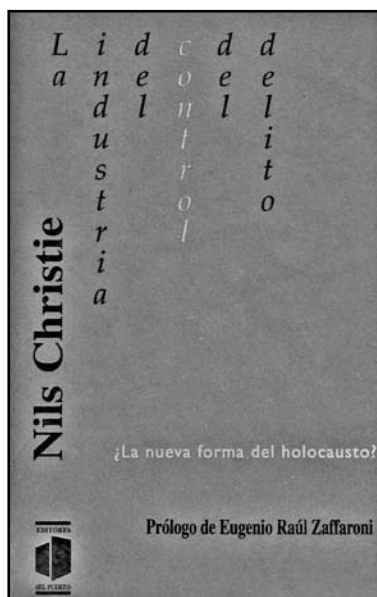 La industria del control del delito
Nils Christie
¿La nueva forma del holocausto?
Prólogo de Eugenio Raúl Zaffaroni
EDITORES
DEL PUERTO